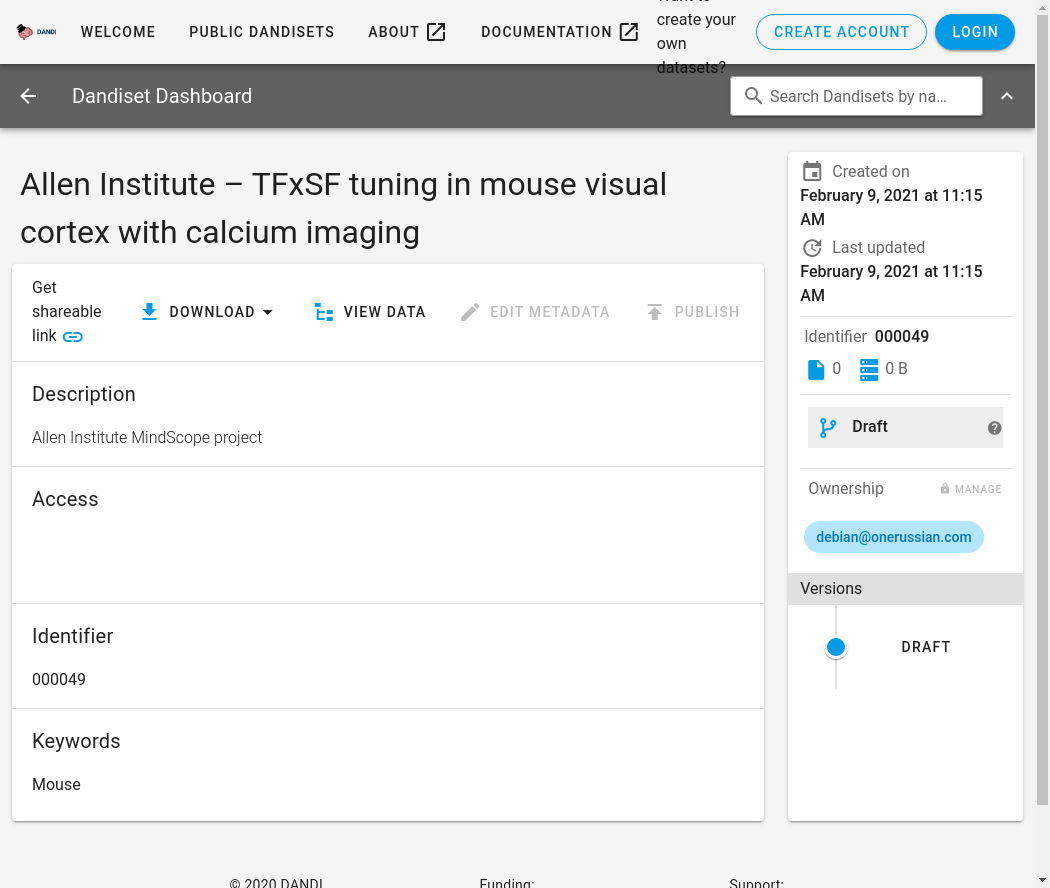 DANDI
WELCOME
PUBLIC DANDISETS
ABOUT
DOCUMENTATION
Want to
create your
own
datasets?
CREATE ACCOUNT
LOGIN
Dandiset Dashboard
Search Dandisets by na…
Allen Institute – TFxSF tuning in mouse visual
cortex with calcium imaging
Get
shareable
link
DOWNLOAD
VIEW DATA
EDIT METADATA
PUBLISH
Description
Allen Institute MindScope project
Access
Identifier
000049
Keywords
Mouse
Created on
February 9, 2021 at 11:15
AM
Last updated
February 9, 2021 at 11:15
AM
Identifier 000049
0
0 B
Draft
Ownership
MANAGE
debian@onerussian.com
Versions
DRAFT
© 2020 DANDI
Funding:
Support: